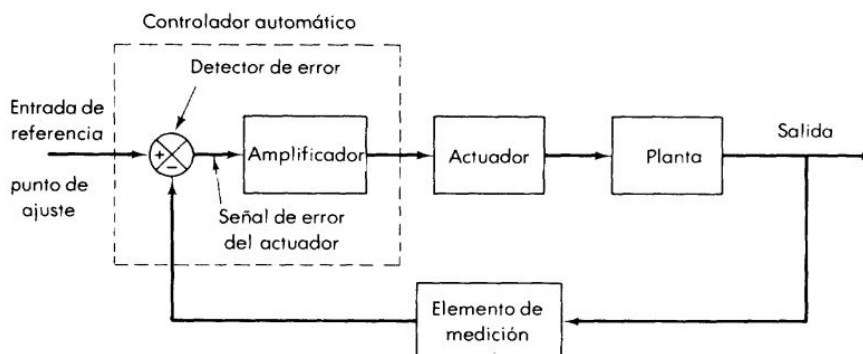 Controlador automático
Detector de error
Entrada de
referencia
punto de
ajuste
+
−
Amplificador
Señal de error
del actuador
Actuador
Planta
Salida
Elemento de
medición